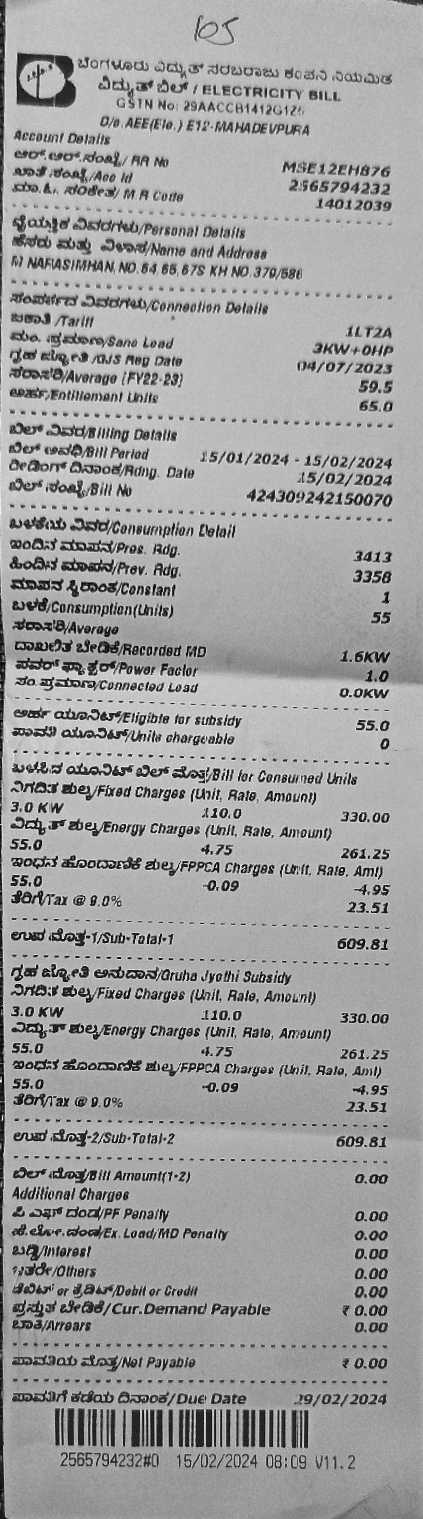 105
ಬೆಂಗಳೂರು ವಿದ್ಯುತ್ ಸರಬರಾಜು ಕಂಪನಿ ನಿಯಮಿತ
ವಿದ್ಯುತ್ ಬಿಲ್ / ELECTRICITY BILL
GSTN No: 29AACCB1412G1Z5
D/o.AEE(Ele.) E12-MAHADEVPURA
Account Details
ಆರ್.ಆರ್.ಸಂಖ್ಯೆ/ RR No MSE12EH876
ಖಾತೆ ಸಂಖ್ಯೆ/Acc Id 2565794232
ಮಾ.ಓ. ಸಂಕೇತ/ M R Code 14012039
ವೈಯಕ್ತಿಕ ವಿವರಗಳು/Personal Details
ಹೆಸರು ಮತ್ತು ವಿಳಾಸ/Name and Address
M NARASIMHAN, NO, 64,65,67S KH NO,379/586
ಸಂಪರ್ಕದ ವಿವರಗಳು/Connection Details
ಜಕಾತಿ /Tariff 1LT2A
ಮಂ. ಪ್ರಮಾಣ/Sanc Load 3KW+0HP
ಗೃಹ ಜ್ಯೋತಿ /GJS Reg Date 04/07/2023
ಸರಾಸರಿ/Average [FY22-23] 59.5
ಅರ್ಹ/Entitlement Units 65.0
ಬಿಲ್ ವಿವರ/Billing Details
ಬಿಲ್ ಅವಧಿ/Bill Period 15/01/2024 - 15/02/2024
ರೀಡಿಂಗ್ ದಿನಾಂಕ/Rdng. Date 15/02/2024
ಬಿಲ್ ಸಂಖ್ಯೆ/Bill No 424309242150070
ಬಳಕೆಯ ವಿವರ/Consumption Detail
ಇಂದಿನ ಮಾಪನ/Pres. Rdg. 3413
ಹಿಂದಿನ ಮಾಪನ/Prev. Rdg. 3358
ಮಾಪನ ಸ್ಥಿರಾಂಕ/Constant 1
ಬಳಕೆ/Consumption(Units) 55
ಸರಾಸರಿ/Average
ದಾಖಲಿತ ಬೇಡಿಕೆ/Recorded MD 1.6KW
ಪವರ್ ಫ್ಯಾಕ್ಟರ್/Power Factor 1.0
ಸಂ.ಪ್ರಮಾಣ/Connected Load 0.0KW
ಅರ್ಹ ಯೂನಿಟ್/Eligible for subsidy 55.0
ಪಾವತಿ ಯೂನಿಟ್/Units chargeable 0
ಬಳಸಿದ ಯೂನಿಟ್ ಬಿಲ್ ಮೊತ್ತ/Bill for Consumed Units
ನಿಗದಿತ ಶುಲ್ಕ/Fixed Charges (Unit, Rate, Amount)
3.0 KW 110.0 330.00
ವಿದ್ಯುತ್ ಶುಲ್ಕ/Energy Charges (Unit, Rate, Amount)
55.0 4.75 261.25
ಇಂಧನ ಹೊಂದಾಣಿಕೆ ಶುಲ್ಕ/FPPCA Charges (Unit, Rate, Amt)
55.0 -0.09 -4.95
ತೆರಿಗೆ/Tax @ 9.0% 23.51
ಉಪ ಮೊತ್ತ-1/Sub-Total-1 609.81
ಗೃಹ ಜ್ಯೋತಿ ಅನುದಾನ/Gruha Jyothi Subsidy
ನಿಗದಿತ ಶುಲ್ಕ/Fixed Charges (Unit, Rate, Amount)
3.0 KW 110.0 330.00
ವಿದ್ಯುತ್ ಶುಲ್ಕ/Energy Charges (Unit, Rate, Amount)
55.0 4.75 261.25
ಇಂಧನ ಹೊಂದಾಣಿಕೆ ಶುಲ್ಕ/FPPCA Charges (Unit, Rate, Amt)
55.0 -0.09 -4.95
ತೆರಿಗೆ/Tax @ 9.0% 23.51
ಉಪ ಮೊತ್ತ-2/Sub-Total-2 609.81
ಬಿಲ್ ಮೊತ್ತ/Bill Amount(1-2) 0.00
Additional Charges
ಪಿ ಎಫ್ ದಂಡ/PF Penalty 0.00
ಹೆ.ಲೋ.ದಂಡ/Ex. Load/MD Penalty 0.00
ಬಡ್ಡಿ/Interest 0.00
ಇತರೇ/Others 0.00
ಡೆಬಿಟ್ or ಕ್ರೆಡಿಟ್/Debit or Credit 0.00
ಪ್ರಸ್ತುತ ಬೇಡಿಕೆ/Cur.Demand Payable ₹ 0.00
ಬಾಕಿ/Arrears 0.00
ಪಾವತಿಯ ಮೊತ್ತ/Net Payable ₹ 0.00
ಪಾವತಿಗೆ ಕಡೆಯ ದಿನಾಂಕ/Due Date 29/02/2024
2565794232#0 15/02/2024 08:09 V11.2